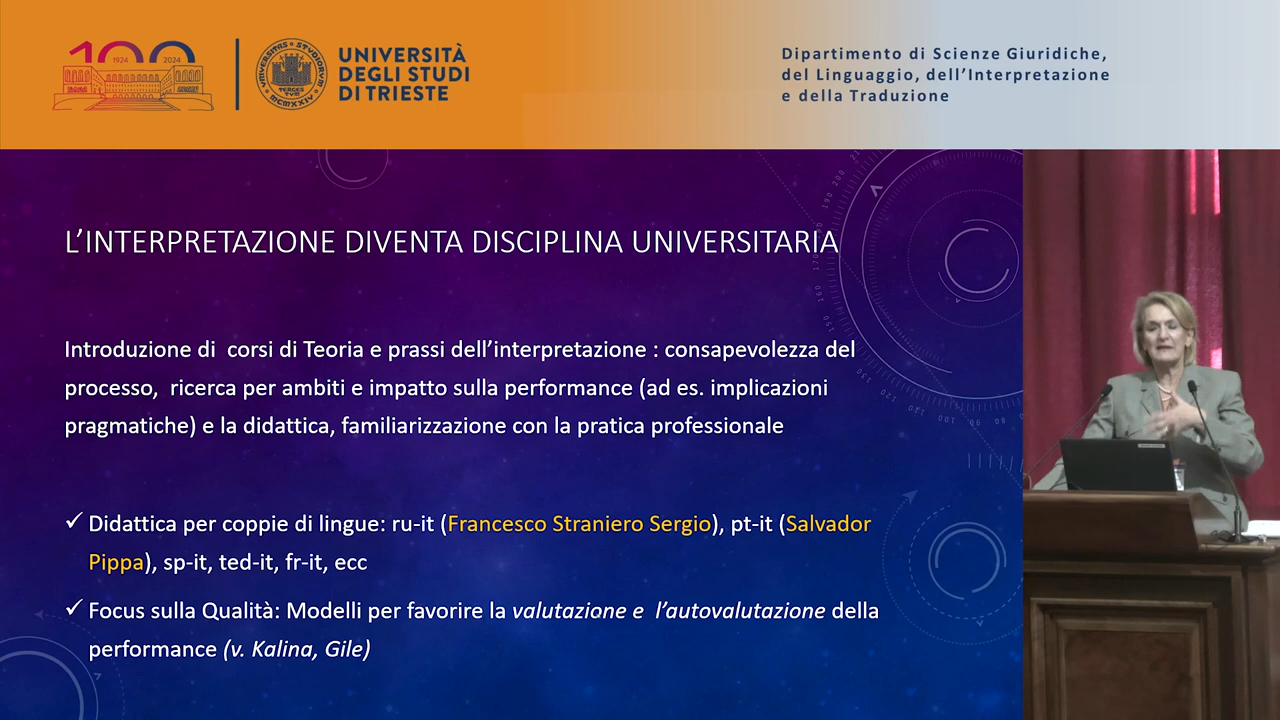 1924 2024
UNIVERSITÀ
DEGLI STUDI
DI TRIESTE
Dipartimento di Scienze Giuridiche,
del Linguaggio, dell'Interpretazione
e della Traduzione
L'INTERPRETAZIONE DIVENTA DISCIPLINA UNIVERSITARIA
Introduzione di  corsi di Teoria e prassi dell'interpretazione : consapevolezza del
processo,  ricerca per ambiti e impatto sulla performance (ad es. implicazioni
pragmatiche) e la didattica, familiarizzazione con la pratica professionale
✓ Didattica per coppie di lingue: ru-it (Francesco Straniero Sergio), pt-it (Salvador
Pippa), sp-it, ted-it, fr-it, ecc
✓ Focus sulla Qualità: Modelli per favorire la valutazione e  l'autovalutazione della
performance (v. Kalina, Gile)